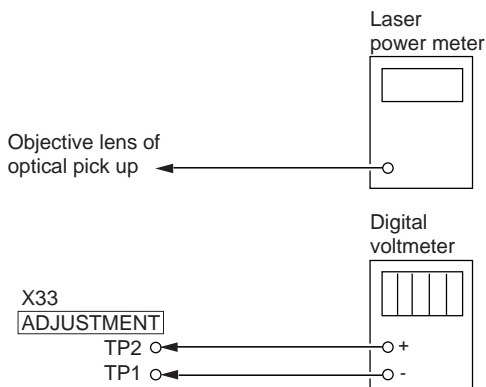 Laser
power meter
Objective lens of
optical pick up
Digital
voltmeter
X33
ADJUSTMENT
TP2
+
TP1
-